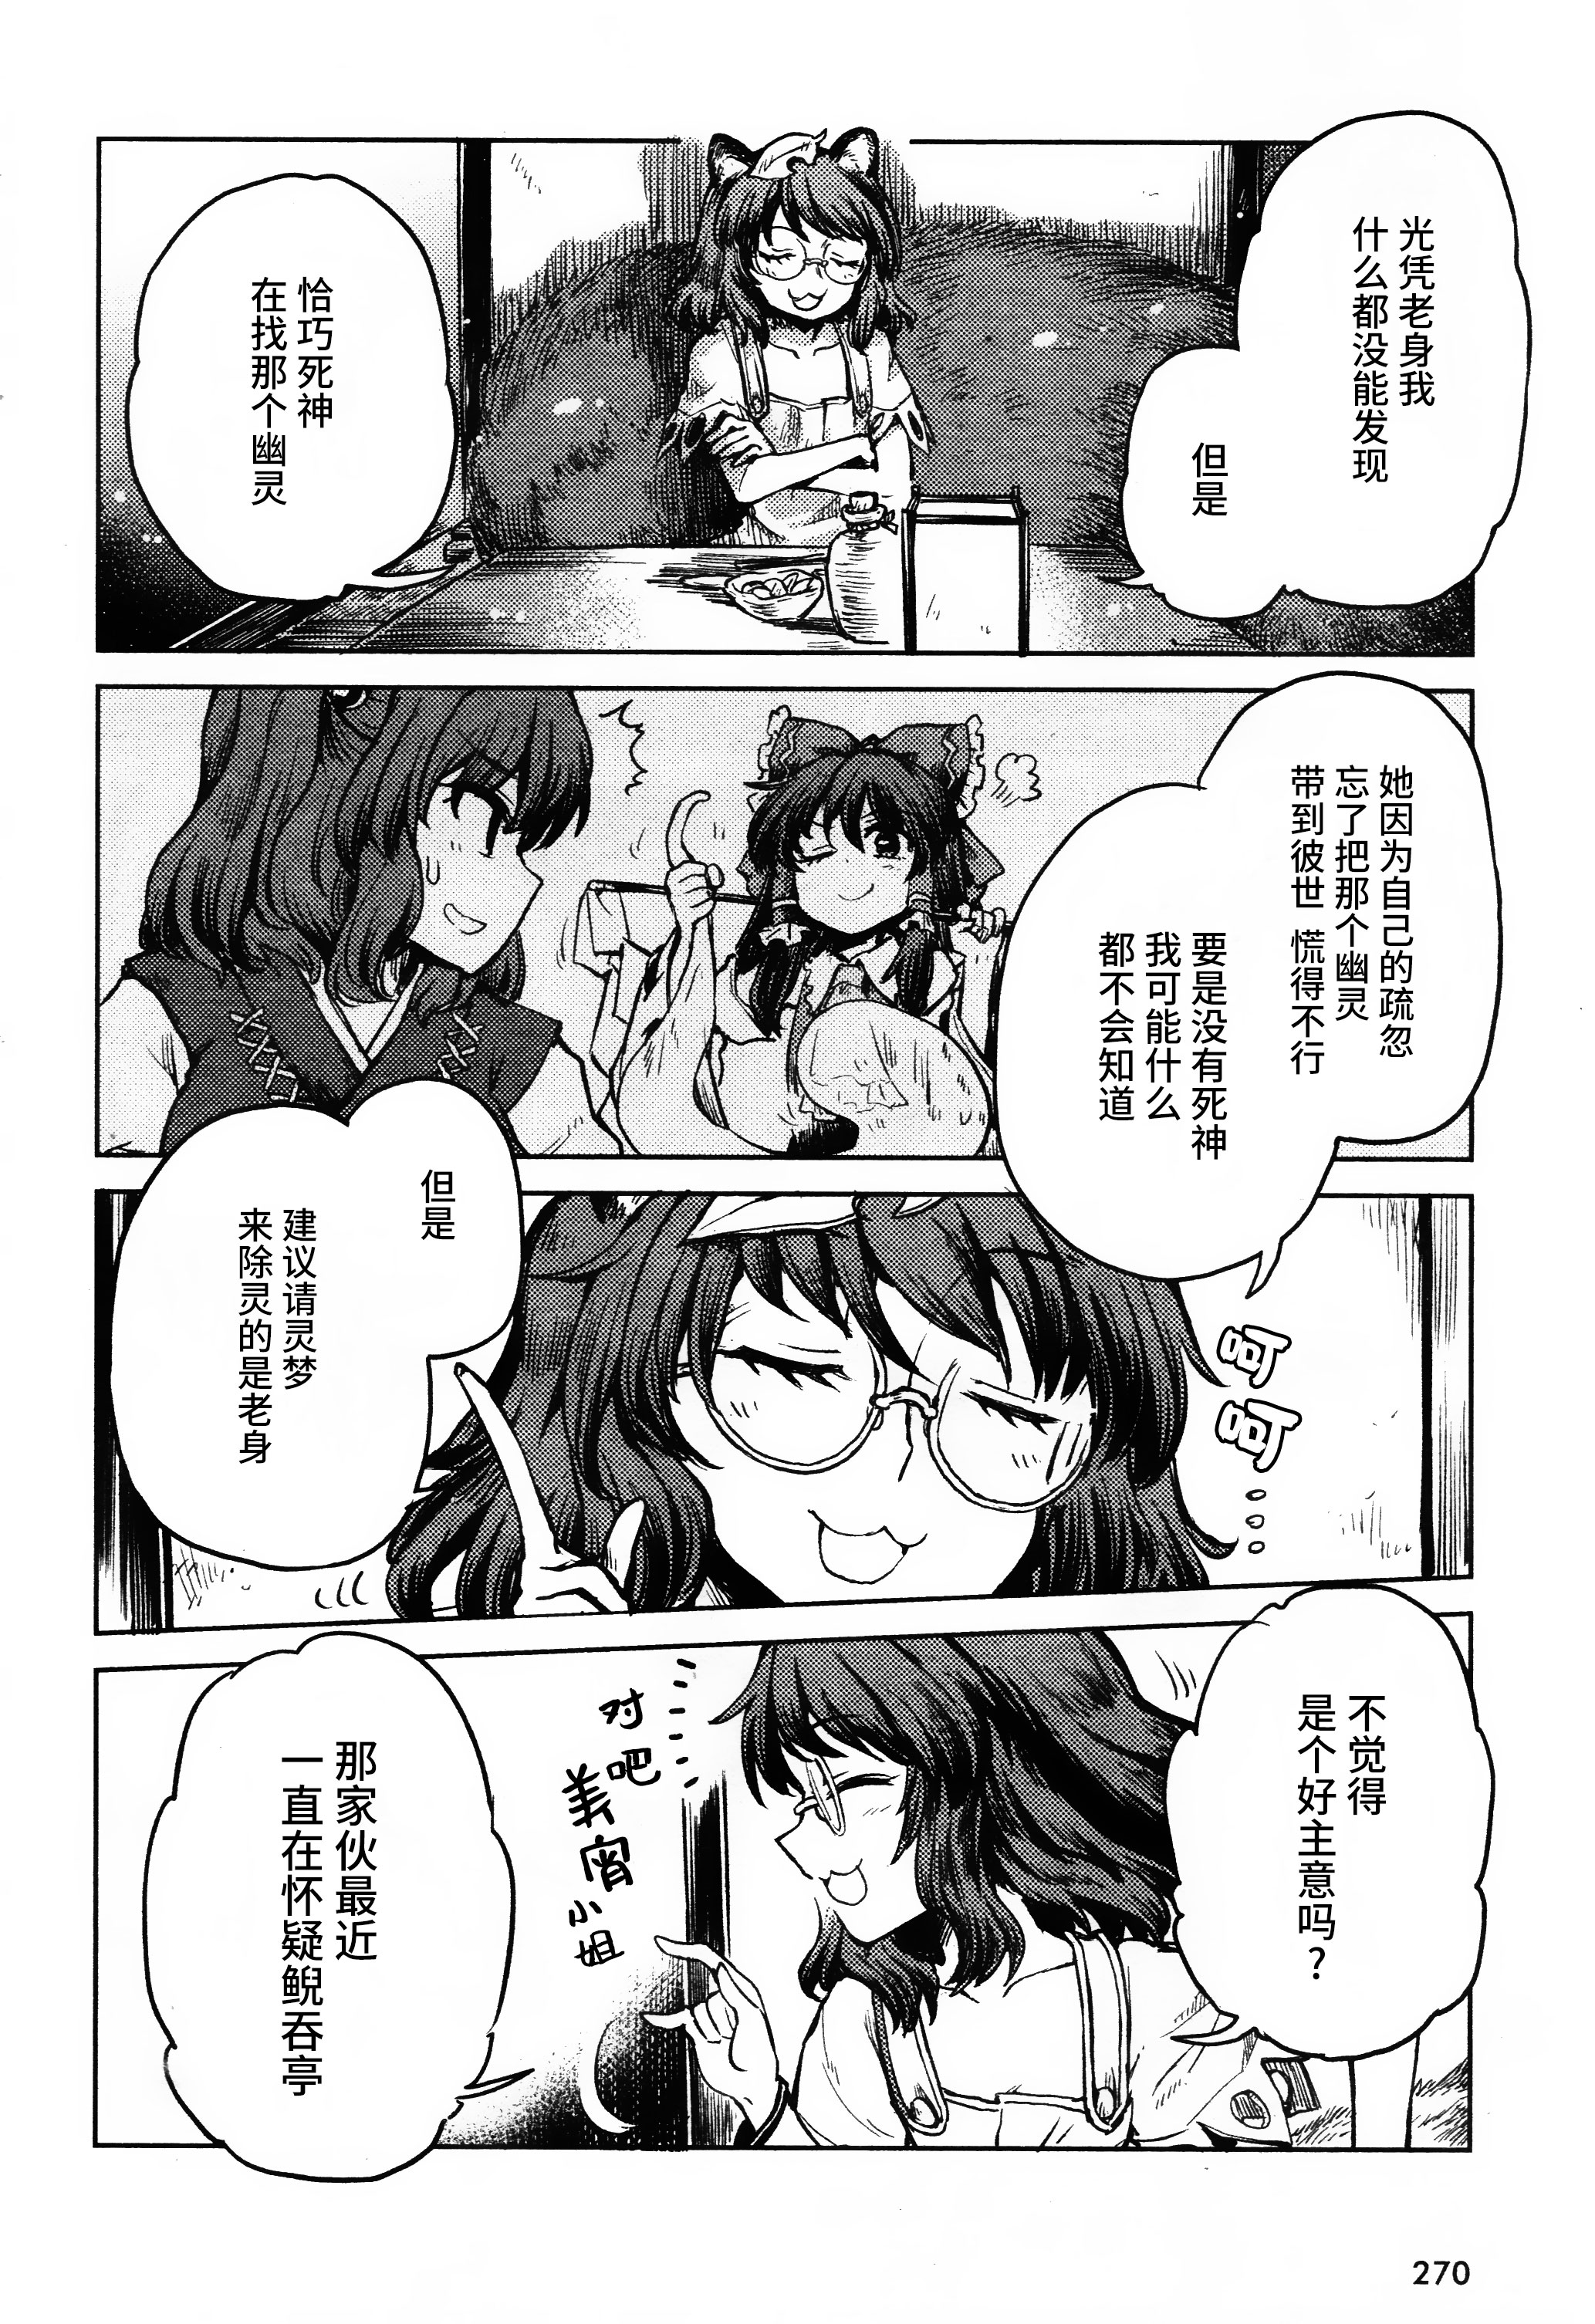 光凭老身我
什么都没能发现
但是
恰巧死神
在找那个幽灵
她因为自己的疏忽
忘了把那个幽灵
带到彼世 慌得不行
要是没有死神
我可能什么
都不会知道
呵呵…
但是
建议请灵梦
来除灵的是老身
不觉得
是个好主意吗?
对吧
美宵
小姐
那家伙最近
一直在怀疑鲵吞亭
270